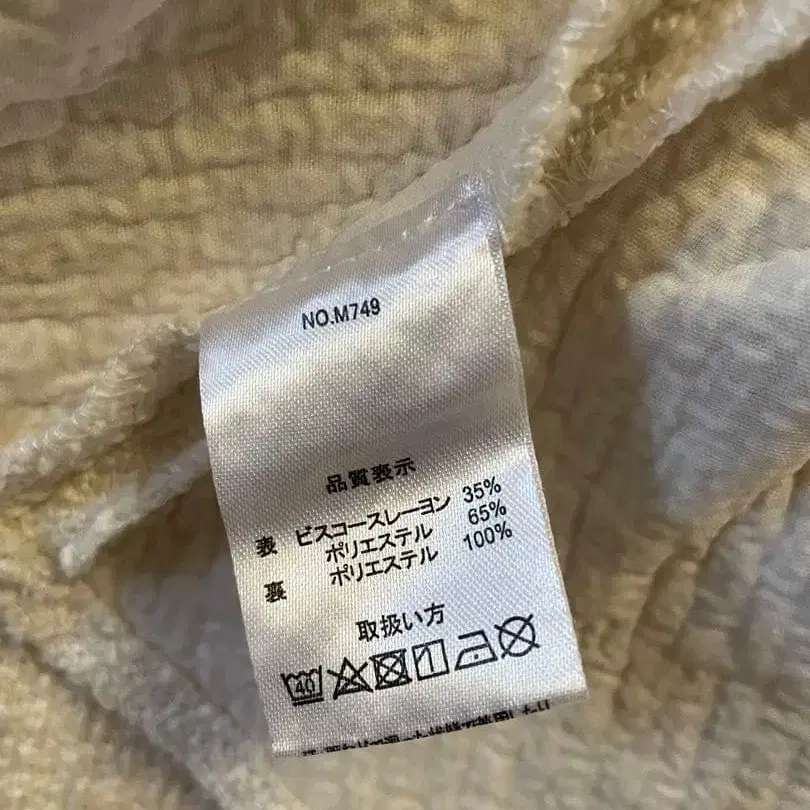 NO.M749
品質表示
表 ビスコースレーヨン 35%
ポリエステル 65%
裏 ポリエステル 100%
取扱い方
40